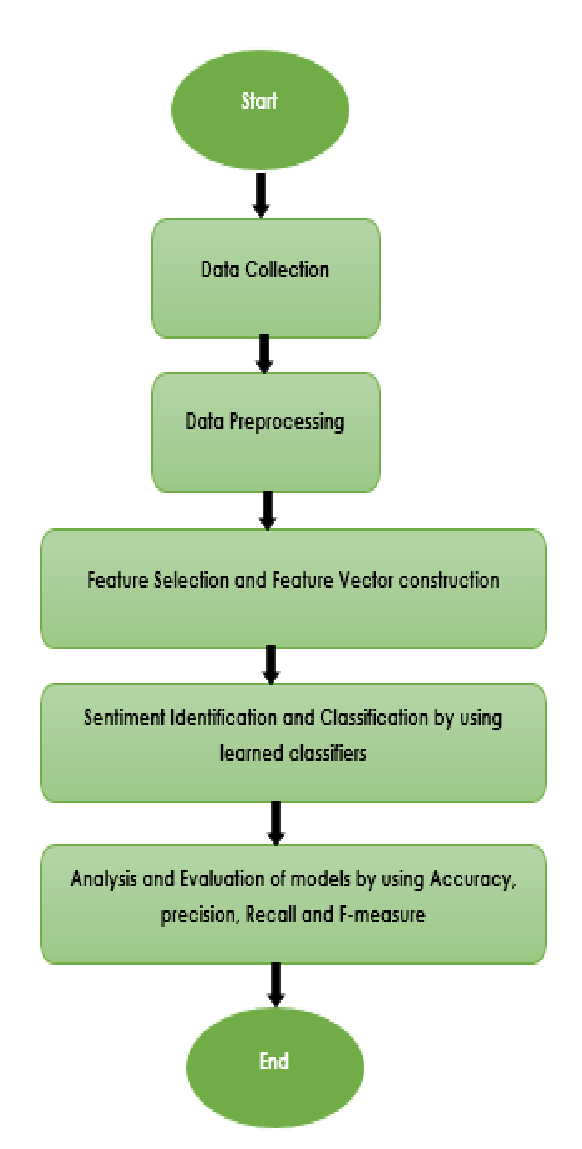 Start
Data Collection
Data Preprocessing
Feature Selection and Feature Vector construction
Sentiment Identification and Classification by using
learned classifiers
Analysis and Evaluation of models by using Accuracy,
precision, Recall and F-measure
End